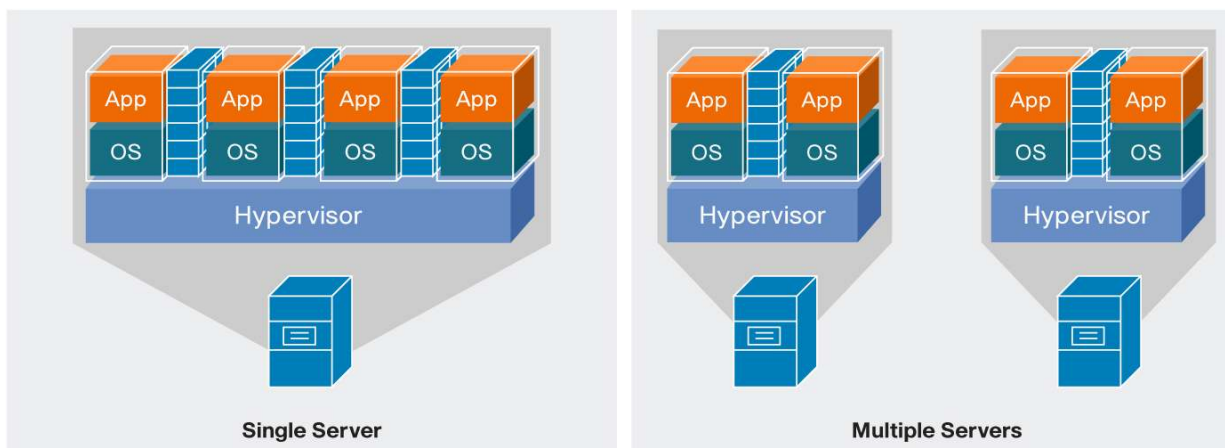 App App App App
OS OS OS OS
Hypervisor
Single Server
App App
OS OS
Hypervisor
App App
OS OS
Hypervisor
Multiple Servers